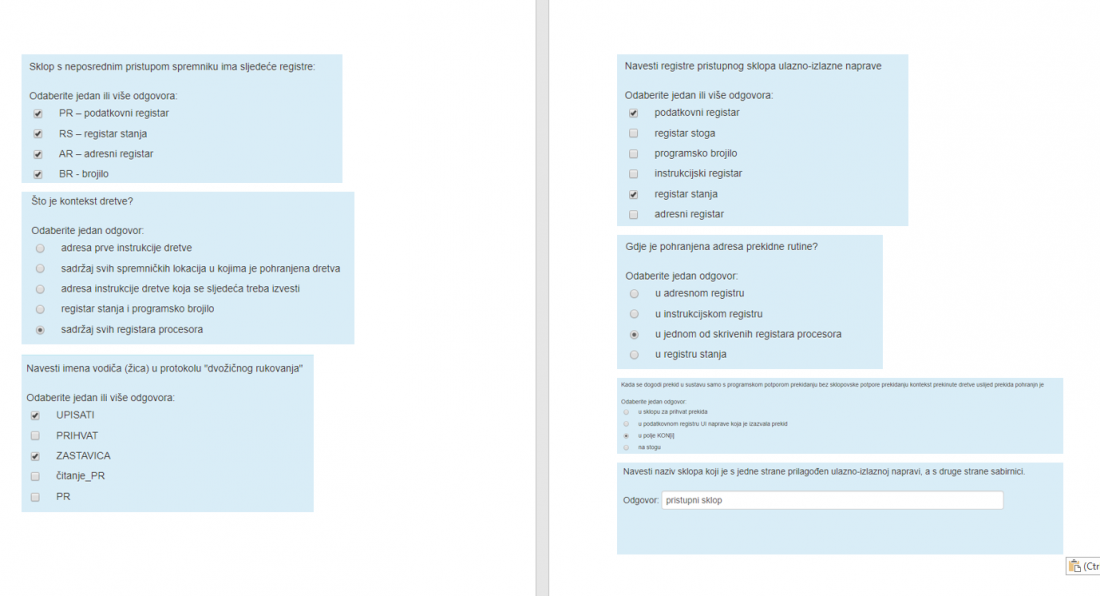 Sklop s neposrednim pristupom spremniku ima sljedeće registre:
Odaberite jedan ili više odgovora:
PR – podatkovni registar
RS – registar stanja
AR – adresni registar
BR - brojilo
Što je kontekst dretve?
Odaberite jedan odgovor:
adresa prve instrukcije dretve
sadržaj svih spremničkih lokacija u kojima je pohranjena dretva
adresa instrukcije dretve koja se sljedeća treba izvesti
registar stanja i programsko brojilo
sadržaj svih registara procesora
Navesti imena vodiča (žica) u protokolu "dvožičnog rukovanja"
Odaberite jedan ili više odgovora:
UPISATI
PRIHVAT
ZASTAVICA
čitanje_PR
PR
Navesti registre pristupnog sklopa ulazno-izlazne naprave
Odaberite jedan ili više odgovora:
podatkovni registar
registar stoga
programsko brojilo
instrukcijski registar
registar stanja
adresni registar
Gdje je pohranjena adresa prekidne rutine?
Odaberite jedan odgovor:
u adresnom registru
u instrukcijskom registru
u jednom od skrivenih registara procesora
u registru stanja
Kada se dogodi prekid u sustavu samo s programskom potporom prekidanju bez sklopovske potpore prekidanju kontekst prekinute dretve uslijed prekida pohranjn je
Odaberite jedan odgovor:
u sklopu za prihvat prekida
u podatkovnom registru UI naprave koja je izazvala prekid
u polje KON[i]
na stogu
Navesti naziv sklopa koji je s jedne strane prilagođen ulazno-izlaznoj napravi, a s druge strane sabirnici.
Odgovor: pristupni sklop
(Ctr